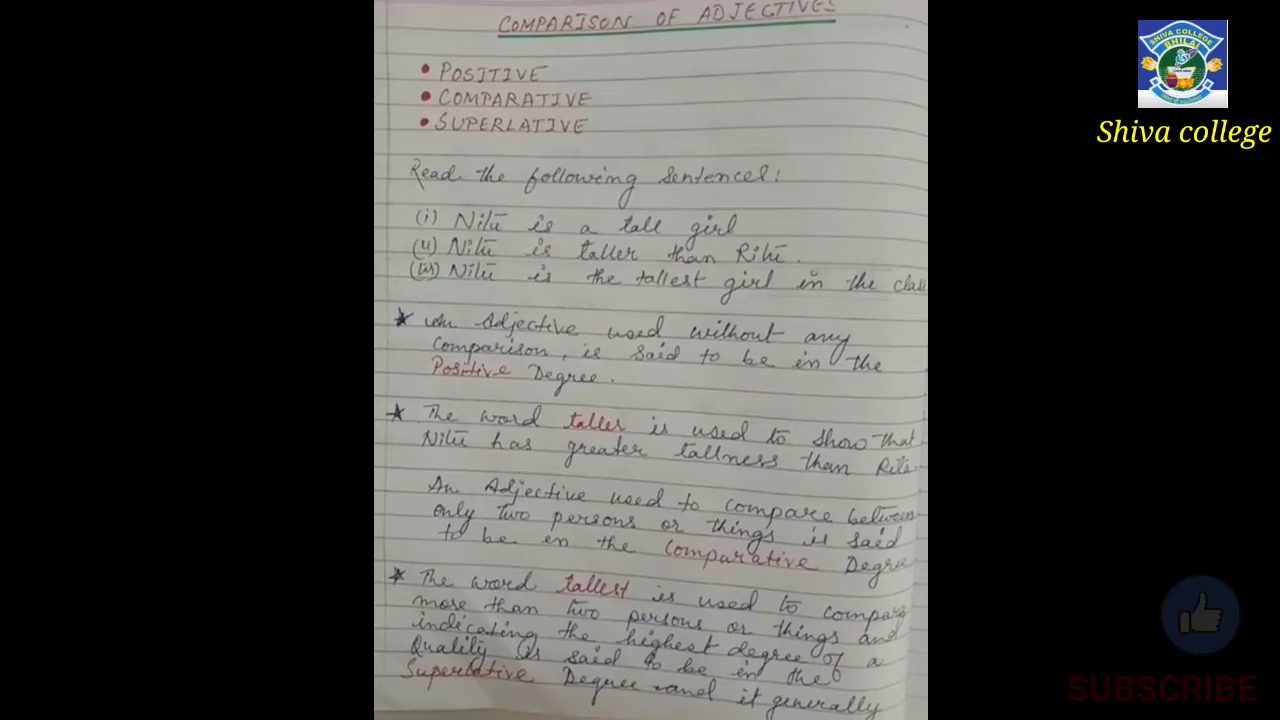 COMPARISON OF ADJECTIVES
• POSITIVE
• COMPARATIVE
• SUPERLATIVE
Read the following Sentences:
(i) Nitu is a tall girl
(ii) Nitu is taller than Ritu.
(iii) Nitu is the tallest girl in the class
★ An Adjective used without any
Comparison, is said to be in the
Positive Degree.
★ The word taller is used to show that
Nitu has greater tallness than Ritu.
An Adjective used to compare between
only two persons or things is said
to be in the Comparative Degree
★ The word tallest is used to compare
more than two persons or things and
indicating the highest degree of a
Quality is said to be in the
Superlative Degree and it generally
SHIVA COLLEGE
BHILAI
Shiva college
SUBSCRIBE